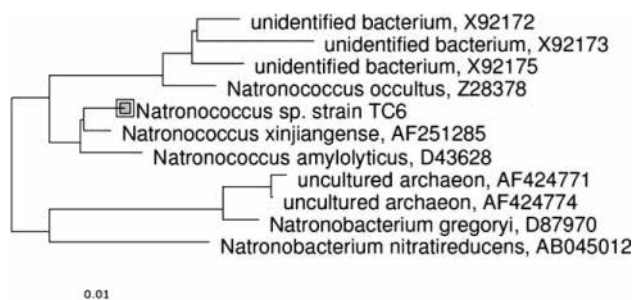 unidentified bacterium, X92172
unidentified bacterium, X92173
unidentified bacterium, X92175
Natronococcus occultus, Z28378
Natronococcus sp. strain TC6
Natronococcus xinjiangense, AF251285
Natronococcus amylolyticus, D43628
uncultured archaeon, AF424771
uncultured archaeon, AF424774
Natronobacterium gregoryi, D87970
Natronobacterium nitratireducens, AB045012
0.01